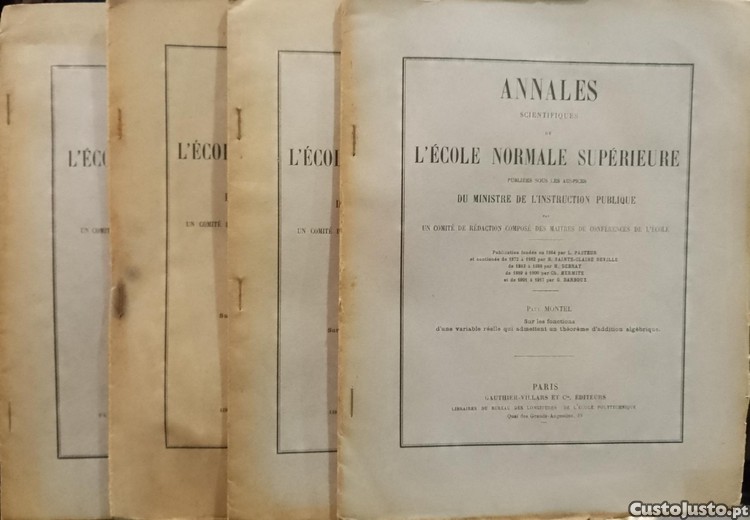 L'ÉC
UN COMIT
L'ÉCOL
D
UN COMITÉ D
L'ÉCOL
D
UN COMITÉ D
ANNALES
SCIENTIFIQUES
DE
L'ÉCOLE NORMALE SUPÉRIEURE
PUBLIÉES SOUS LES AUSPICES
DU MINISTRE DE L'INSTRUCTION PUBLIQUE
PAR
UN COMITÉ DE RÉDACTION COMPOSÉ DES MAÎTRES DE CONFÉRENCES DE L'ÉCOLE
Publication fondée en 1864 par L. PASTEUR
et continuée de 1872 à 1882 par H. SAINTE-CLAIRE DEVILLE
de 1883 à 1888 par H. DEBRAY
de 1889 à 1900 par Ch. HERMITE
et de 1901 à 1917 par G. DARBOUX.
PAUL MONTEL
Sur les fonctions
d'une variable réelle qui admettent un théorème d'addition algébrique.
PARIS
GAUTHIER-VILLARS ET Cie, ÉDITEURS
LIBRAIRES DU BUREAU DES LONGITUDES, DE L'ÉCOLE POLYTECHNIQUE
Quai des Grands-Augustins, 55
CustoJusto.pt